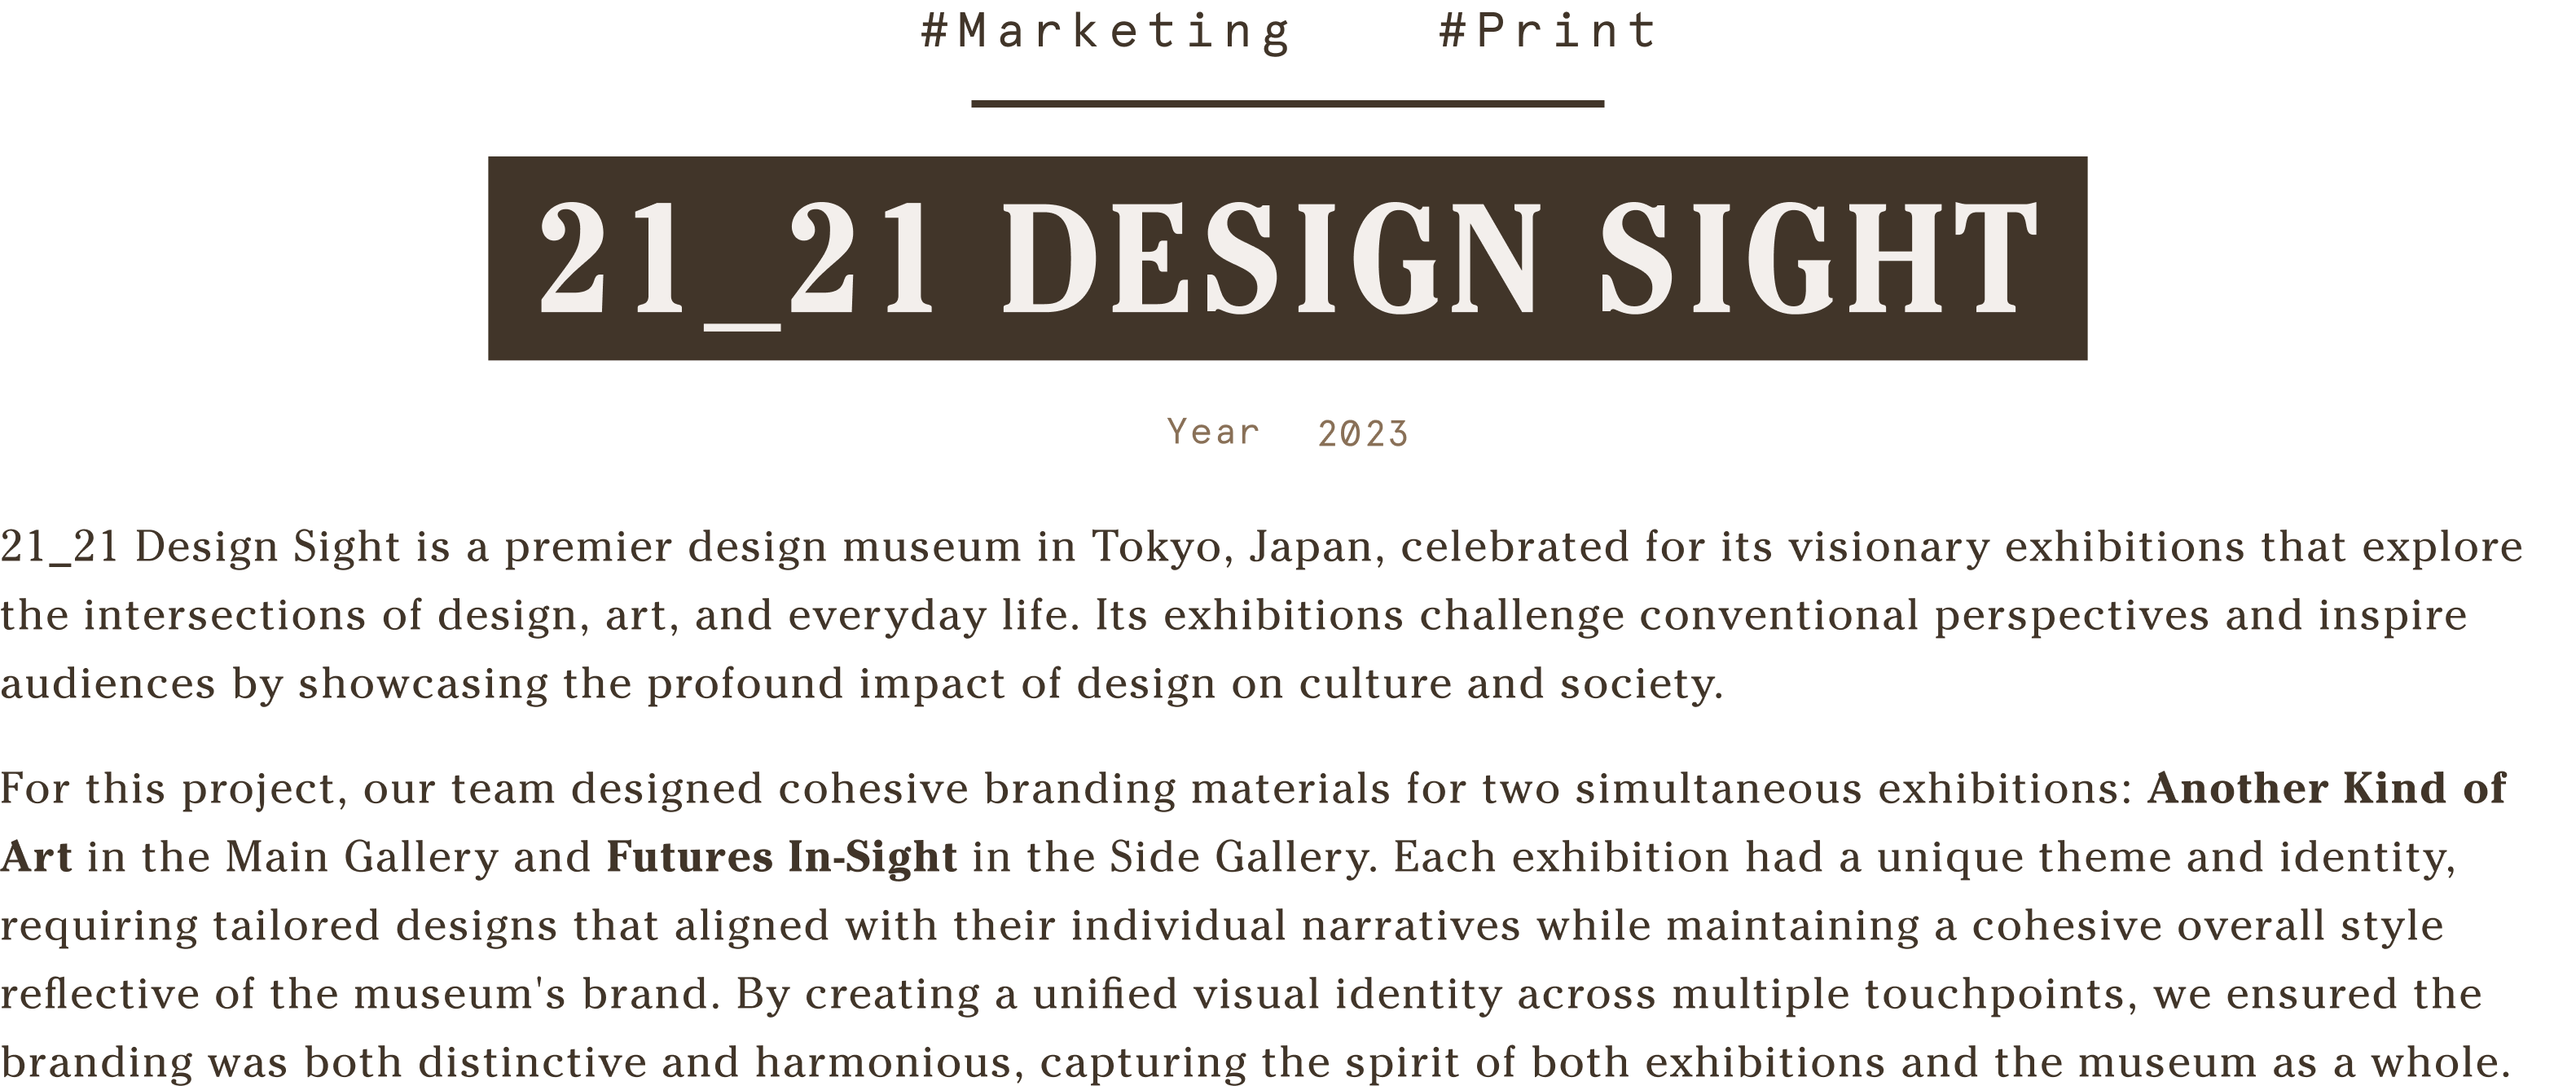 #Marketing #Print
21_21 DESIGN SIGHT
Year 2023
21_21 Design Sight is a premier design museum in Tokyo, Japan, celebrated for its visionary exhibitions that explore
the intersections of design, art, and everyday life. Its exhibitions challenge conventional perspectives and inspire
audiences by showcasing the profound impact of design on culture and society.
For this project, our team designed cohesive branding materials for two simultaneous exhibitions: Another Kind of
Art in the Main Gallery and Futures In-Sight in the Side Gallery. Each exhibition had a unique theme and identity,
requiring tailored designs that aligned with their individual narratives while maintaining a cohesive overall style
reflective of the museum's brand. By creating a unified visual identity across multiple touchpoints, we ensured the
branding was both distinctive and harmonious, capturing the spirit of both exhibitions and the museum as a whole.